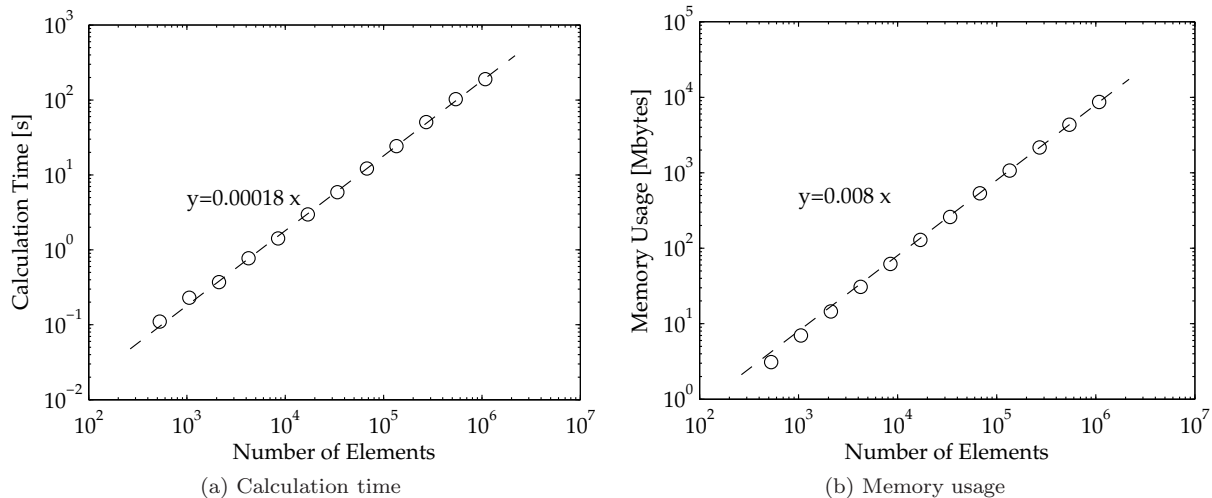 10^3
10^2
10^1
10^0
10^-1
10^-2
Calculation Time [s]
y=0.00018 x
10^2 10^3 10^4 10^5 10^6 10^7
Number of Elements
(a) Calculation time
10^5
10^4
10^3
10^2
10^1
10^0
Memory Usage [Mbytes]
y=0.008 x
10^2 10^3 10^4 10^5 10^6 10^7
Number of Elements
(b) Memory usage